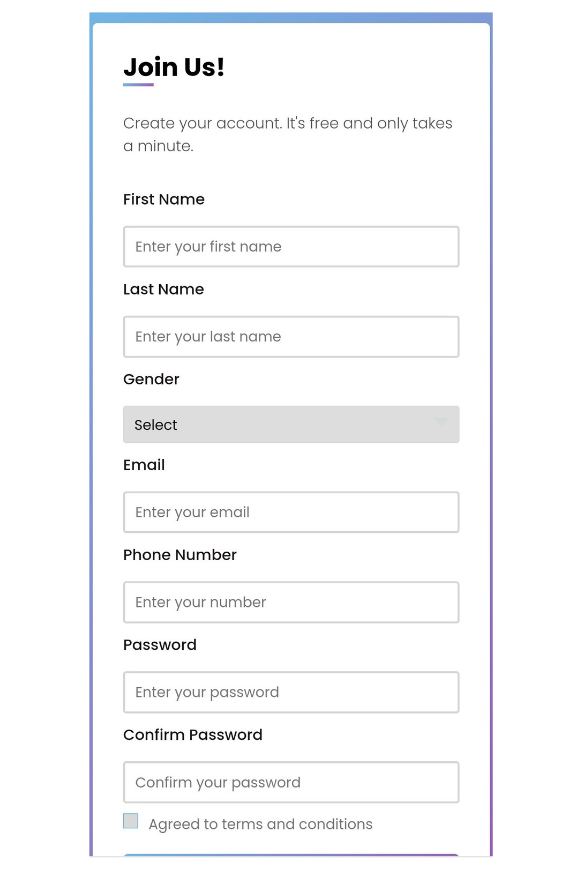 Join Us!
Create your account. It's free and only takes
a minute.
First Name
Enter your first name
Last Name
Enter your last name
Gender
Select
Email
Enter your email
Phone Number
Enter your number
Password
Enter your password
Confirm Password
Confirm your password
Agreed to terms and conditions